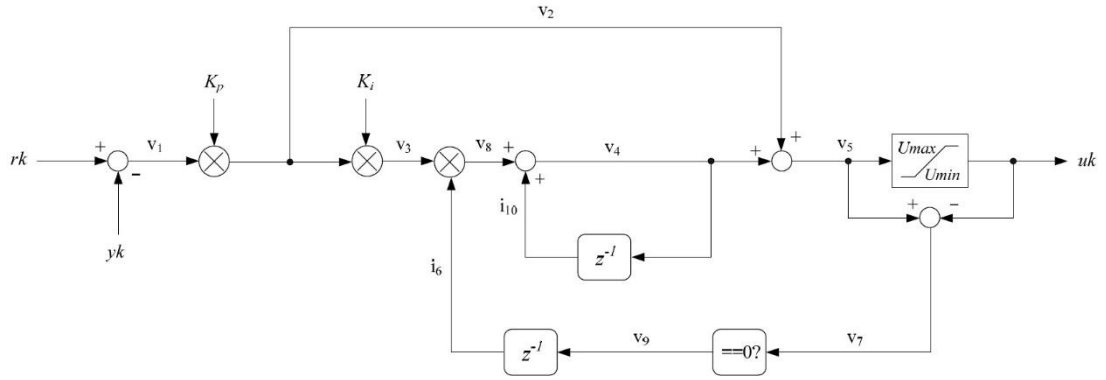 v₂
Kₚ
Kᵢ
rk
+
−
v₁
v₃
v₈
+
+
v₄
+
+
v₅
Umax
Umin
uk
yk
i₁₀
z⁻¹
+
−
i₆
z⁻¹
v₉
==0?
v₇